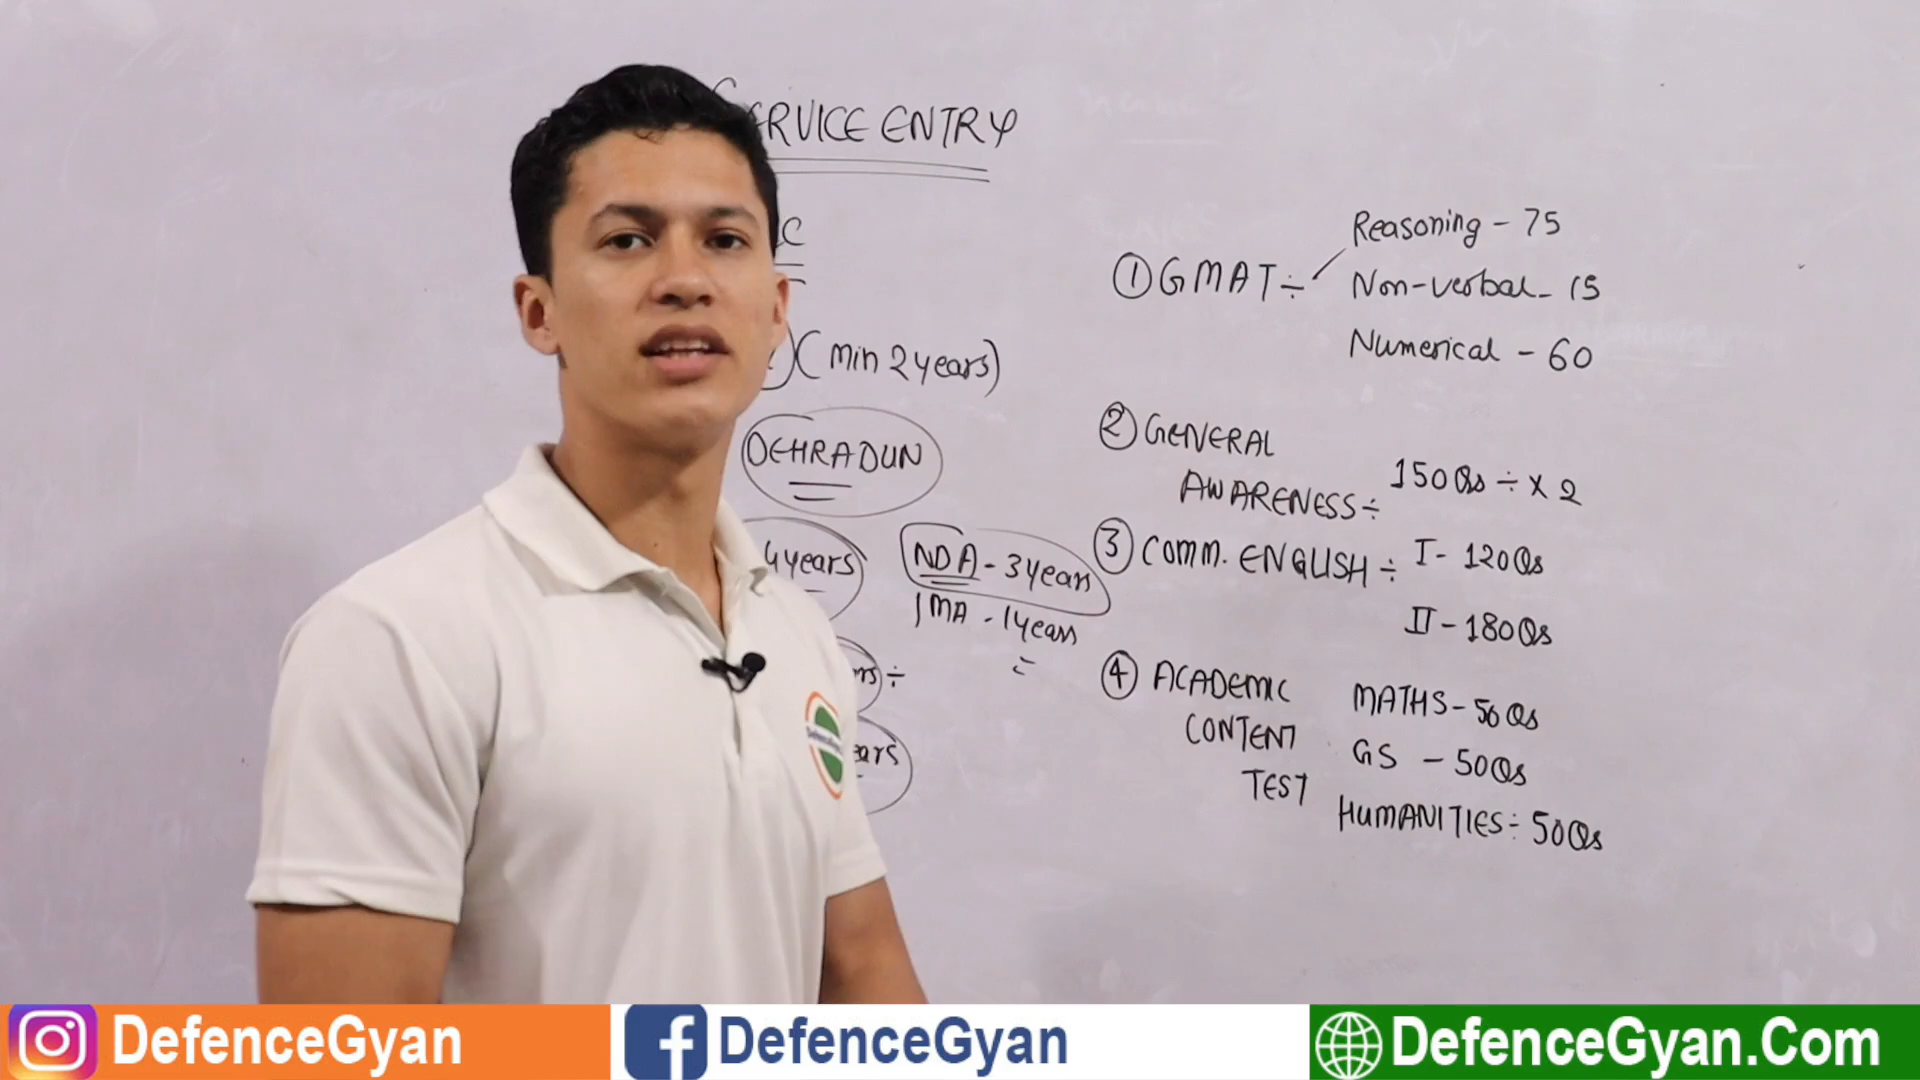 SERVICE ENTRY
C
(min 2 years)
DEHRADUN
4 years
NDA - 3 years
IMA - 1 years
① GMAT ÷
Reasoning - 75
Non-verbal - 15
Numerical - 60
② GENERAL
AWARENESS ÷ 150 Qs ÷ x 2
③ COMM. ENGLISH ÷ I - 120 Qs
II - 180 Qs
④ ACADEMIC
CONTENT
TEST
MATHS - 50 Qs
GS - 50 Qs
HUMANITIES ÷ 50 Qs
DefenceGyan
DefenceGyan
DefenceGyan.Com